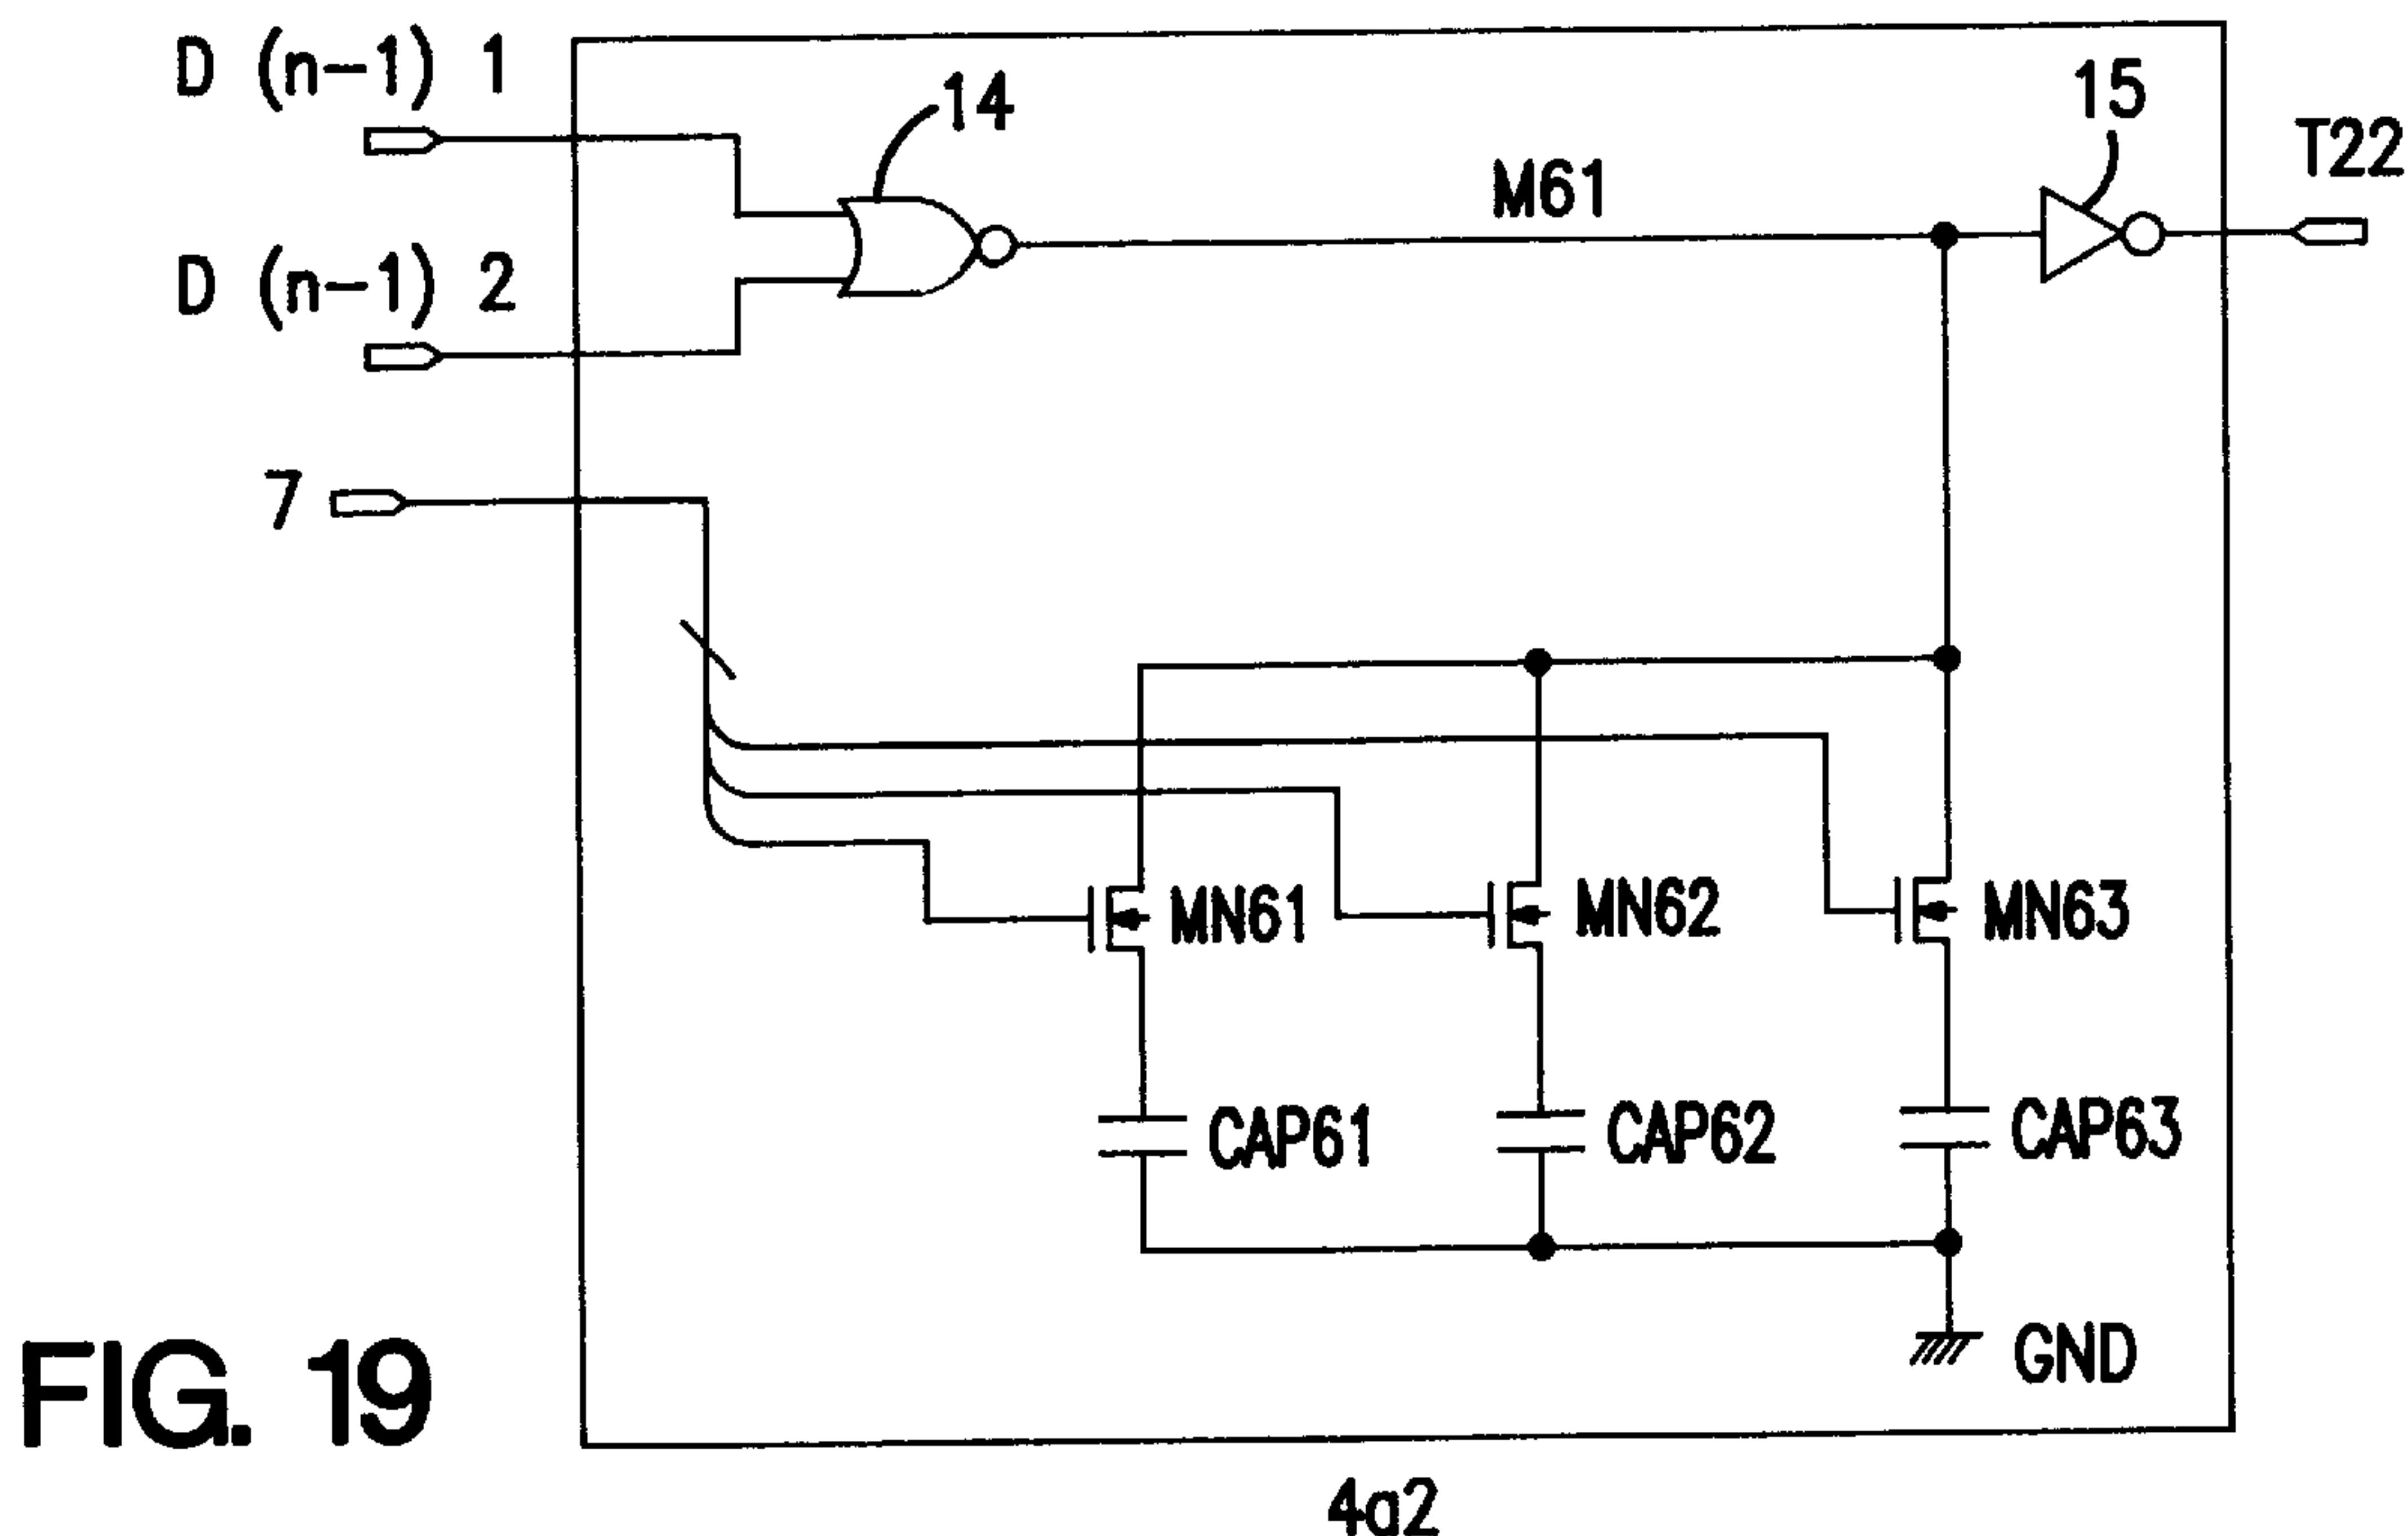 D (n-1) 1
14
15
T22
M61
D (n-1) 2
7
MN61
MN62
MN63
CAP61
CAP62
CAP63
GND
FIG. 19
4a2